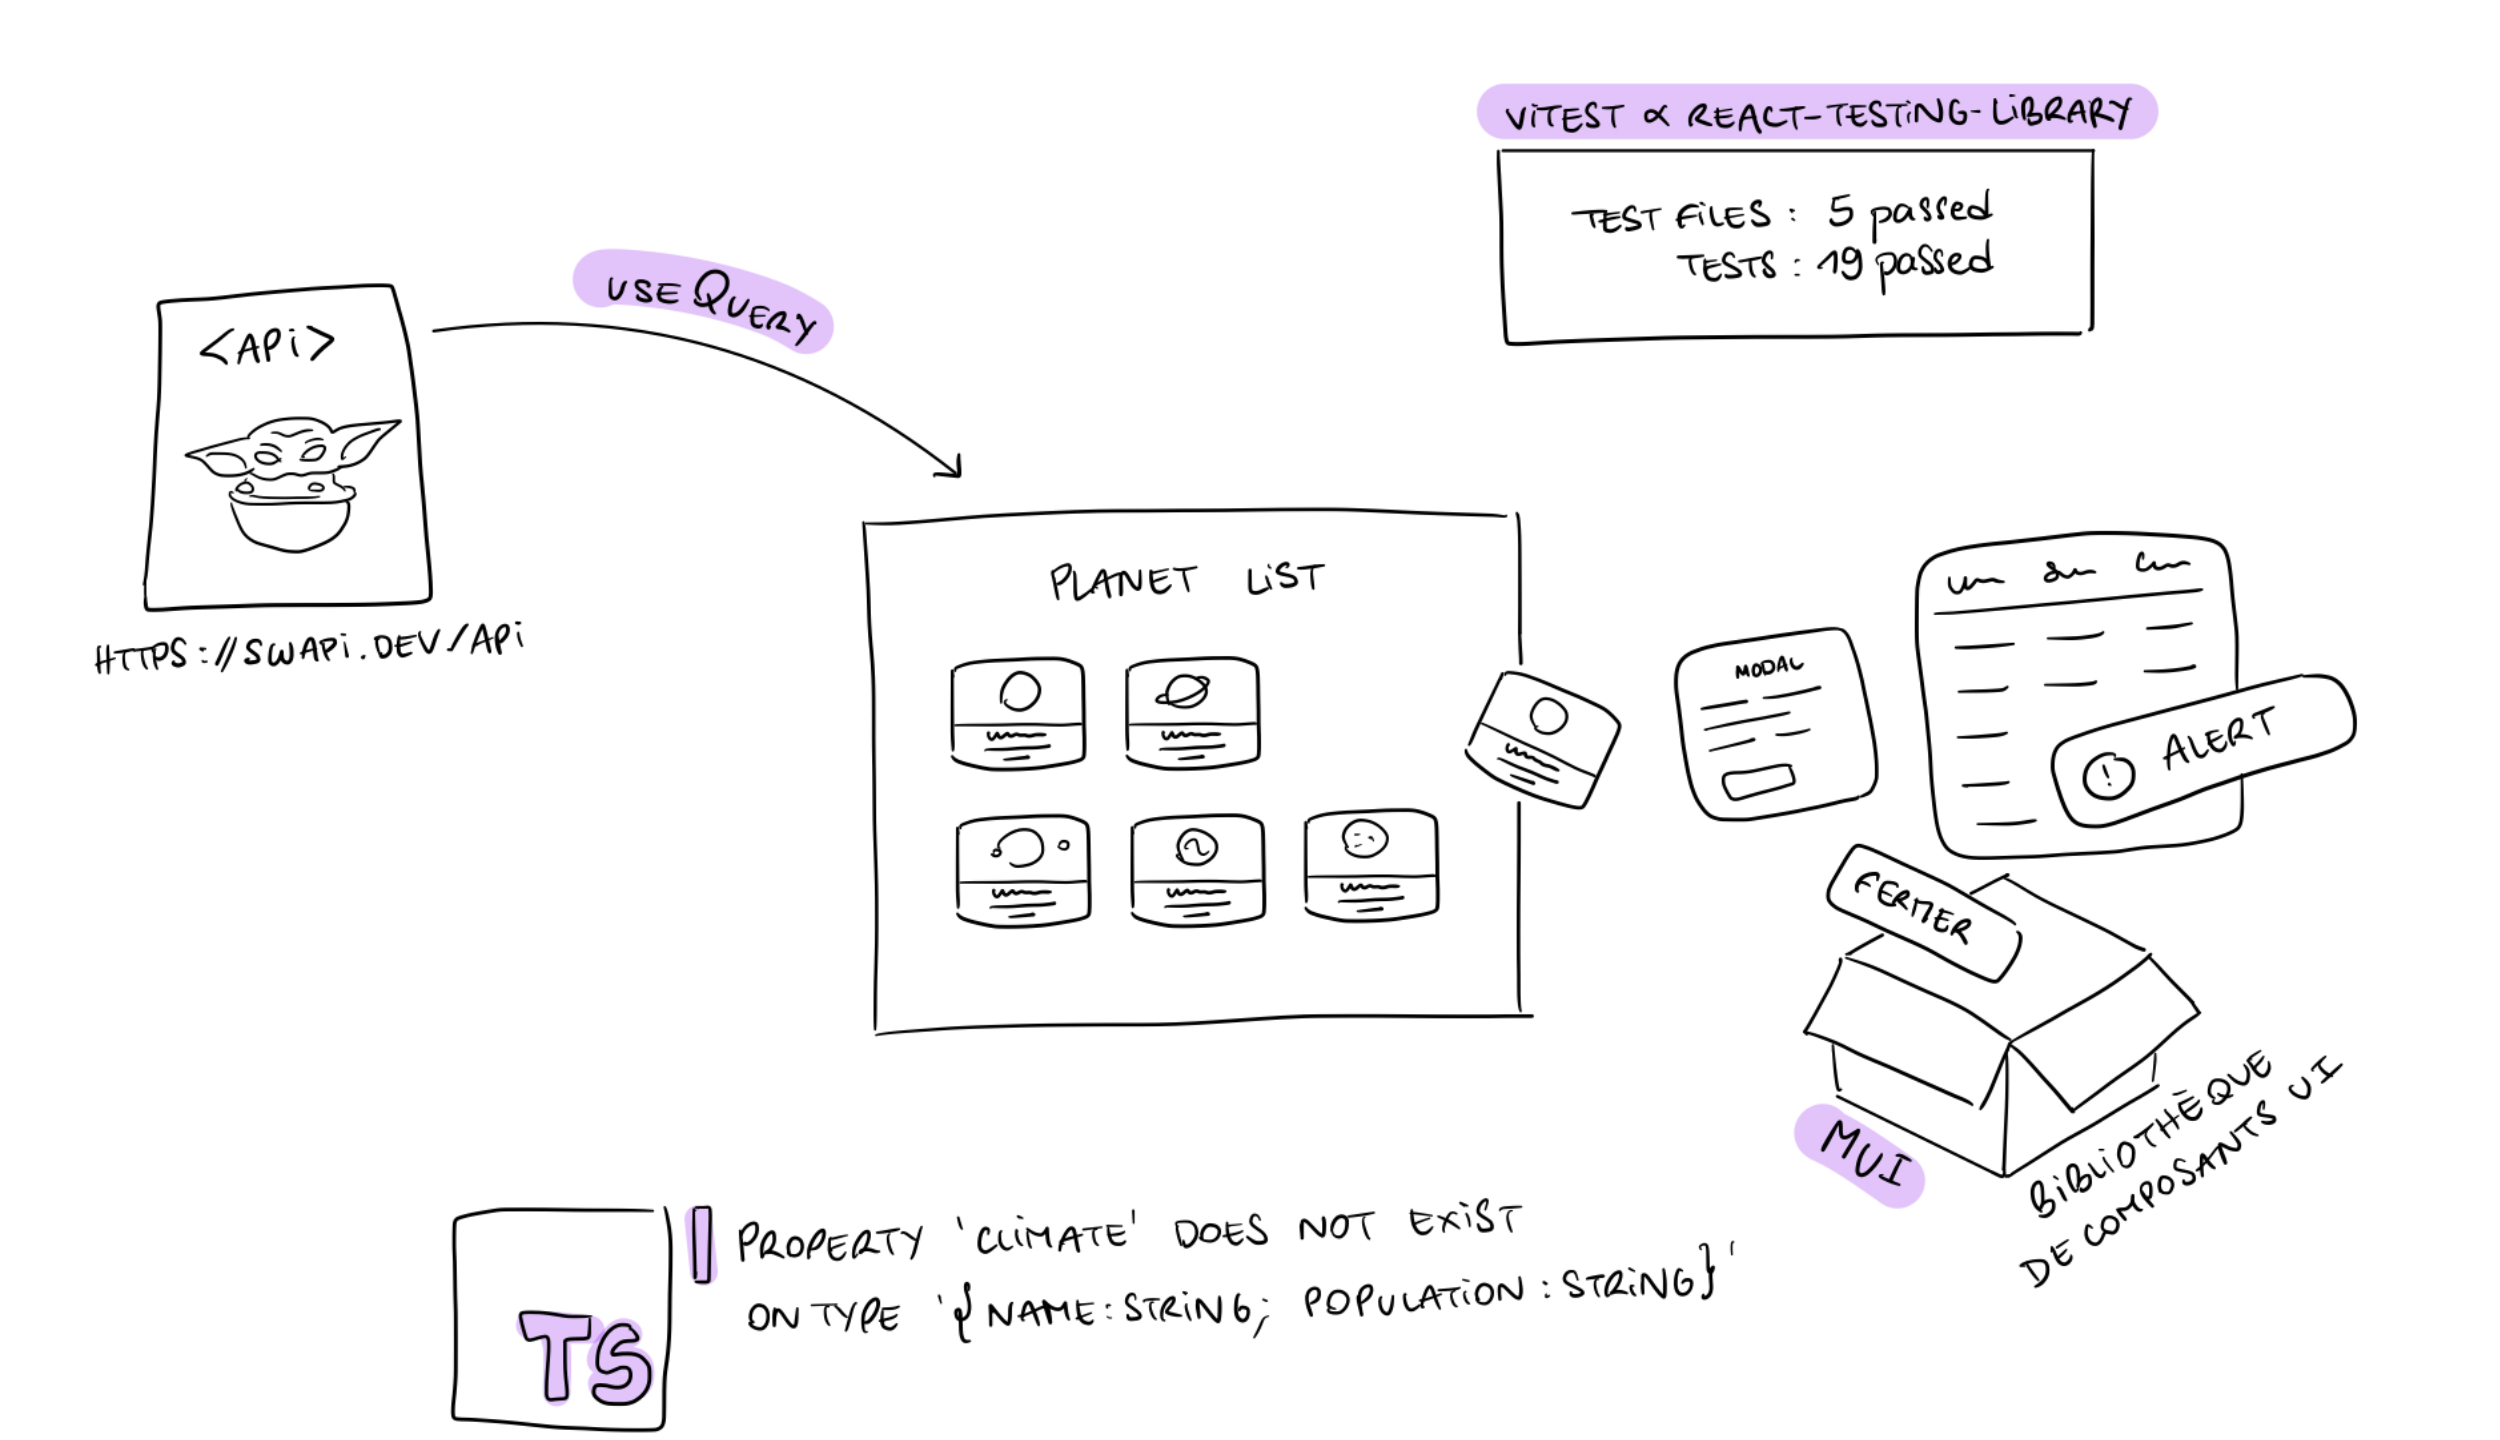 ViTEST & REACT-TESTiNG-LiBRARY
TEST FiLES : 5 passed
TESTS : 19 passed
USE QUERY
<APi>
HTTPS://SWAPi.DEV/APi
PLANET LiST
MODAL
ALERT
FERMER
MUI
BiBLiOTHÈQUE
DE COMPOSANTS UI
TS
PROPERTY 'CLiMATE' DOES NOT EXiST
ON TYPE '{ NAME:STRiNG; POPULATiON:STRiNG}'